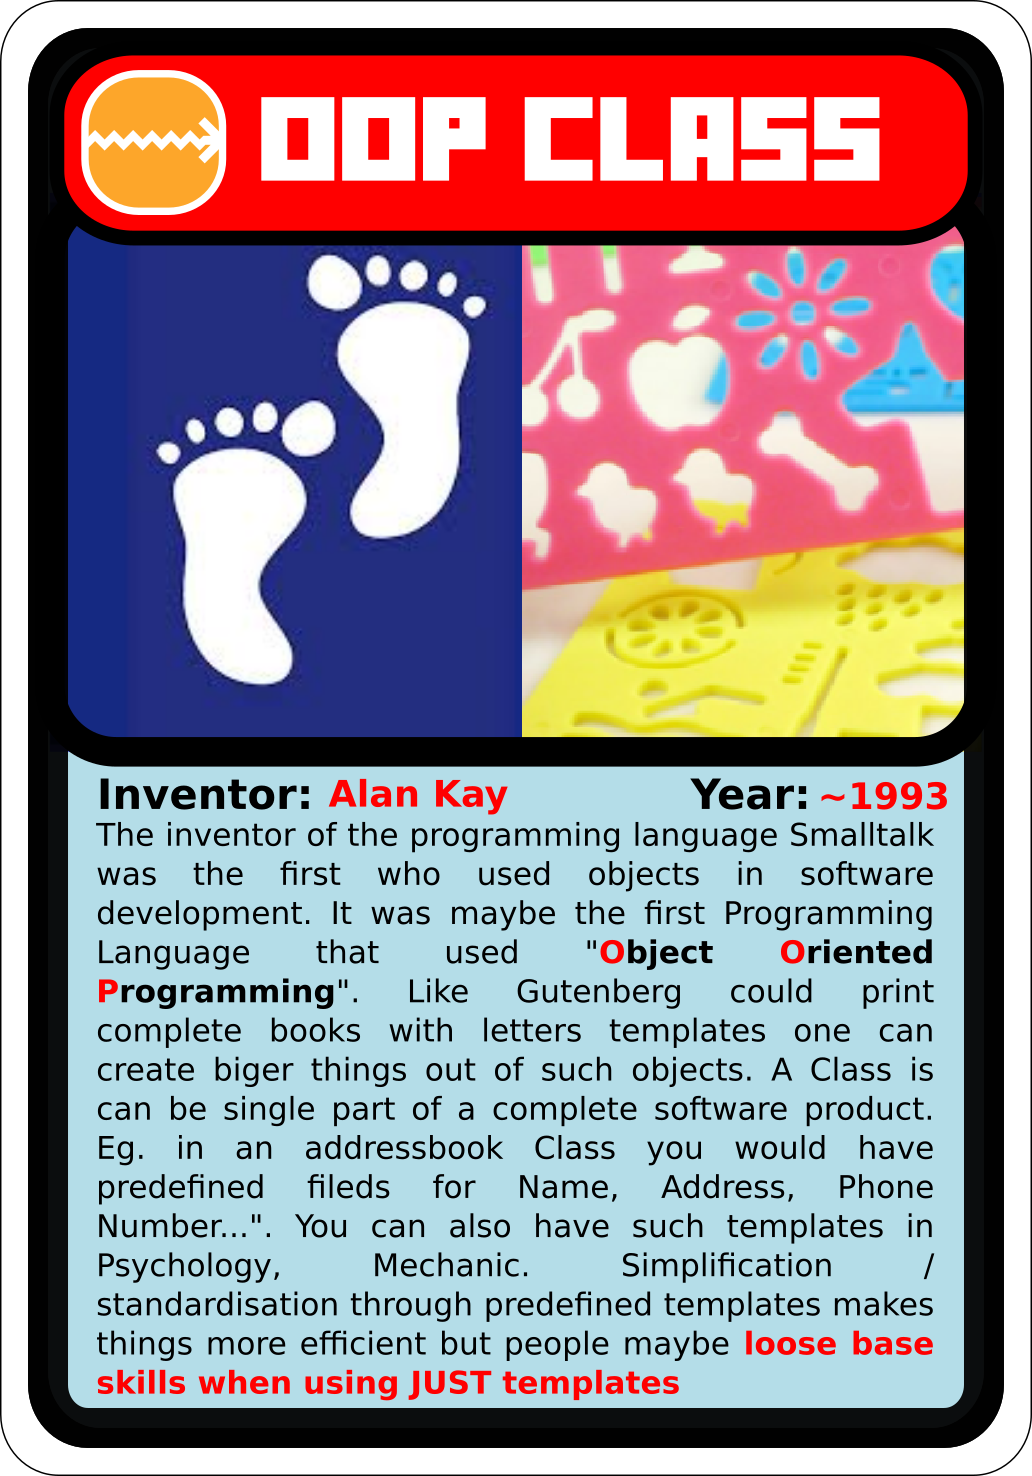 OOP CLASS
Inventor: Alan Kay Year: ~1993
The inventor of the programming language Smalltalk
was the first who used objects in software
development. It was maybe the first Programming
Language that used "Object Oriented
Programming". Like Gutenberg could print
complete books with letters templates one can
create biger things out of such objects. A Class is
can be single part of a complete software product.
Eg. in an addressbook Class you would have
predefined fileds for Name, Address, Phone
Number...". You can also have such templates in
Psychology, Mechanic. Simplification /
standardisation through predefined templates makes
things more efficient but people maybe loose base
skills when using JUST templates